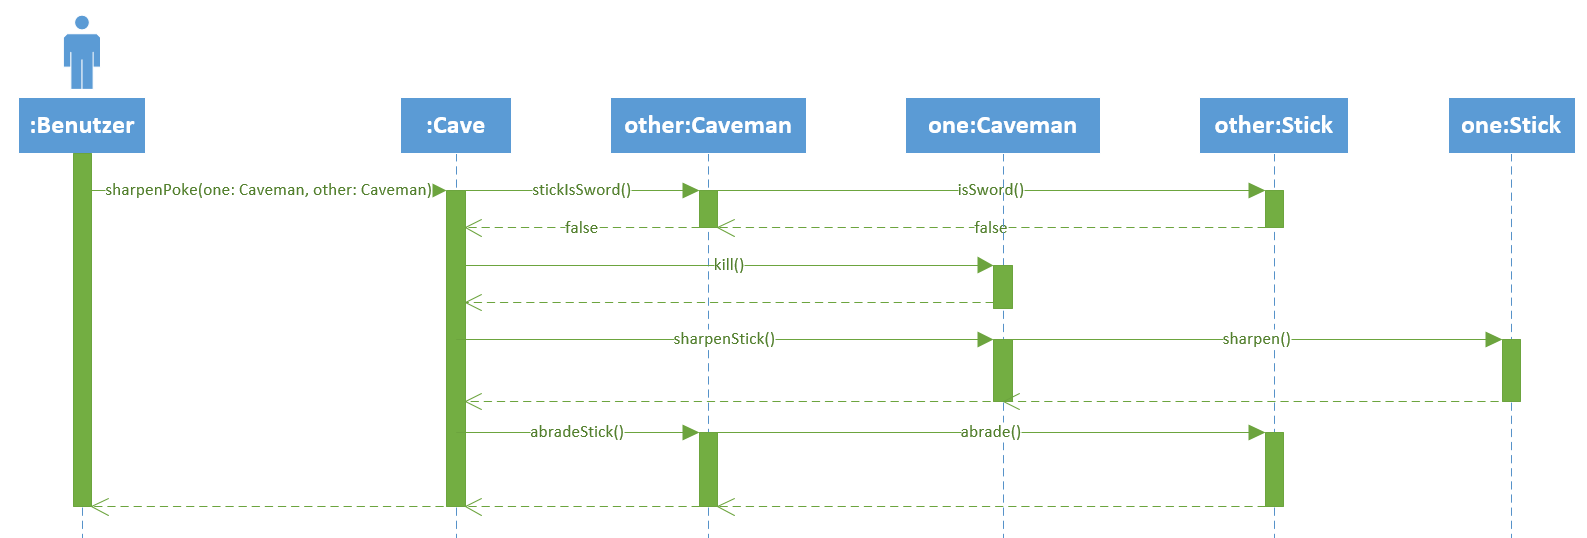 :Benutzer
:Cave
other:Caveman
one:Caveman
other:Stick
one:Stick
sharpenPoke(one: Caveman, other: Caveman)
stickIsSword()
isSword()
false
false
kill()
sharpenStick()
sharpen()
abradeStick()
abrade()